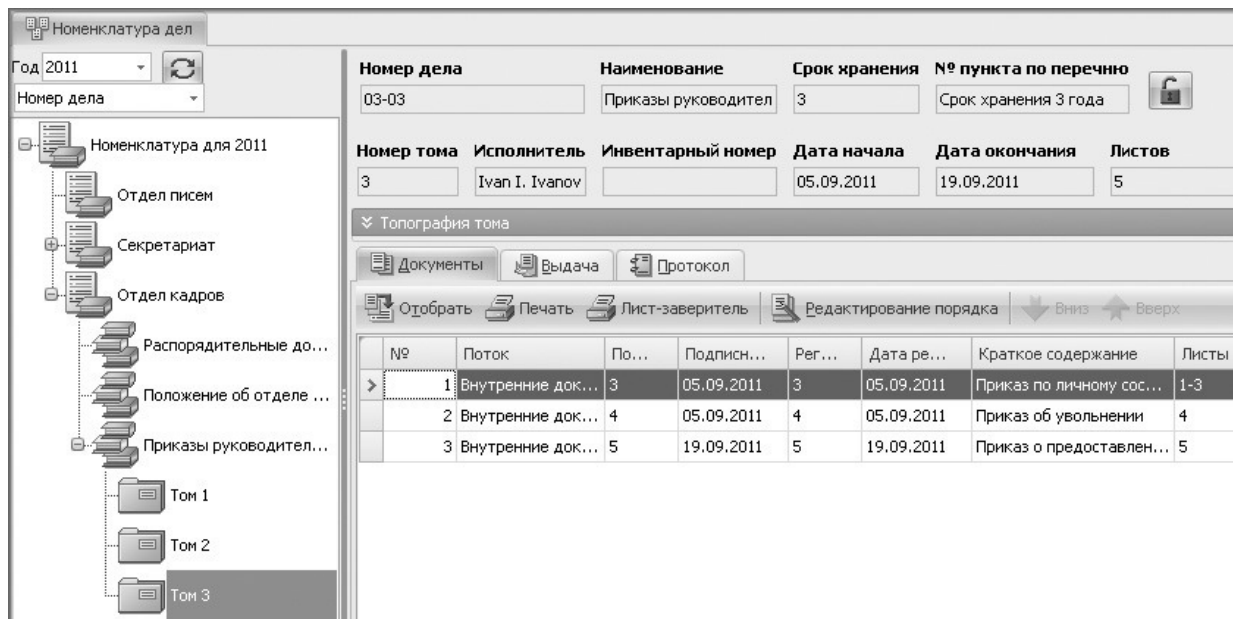 Номенклатура дел
Год 2011
Номер дела
Номенклатура для 2011
Отдел писем
Секретариат
Отдел кадров
Распорядительные до...
Положение об отделе ...
Приказы руководител...
Том 1
Том 2
Том 3
Номер дела Наименование Срок хранения № пункта по перечню
03-03 Приказы руководител 3 Срок хранения 3 года
Номер тома Исполнитель Инвентарный номер Дата начала Дата окончания Листов
3 Ivan I. Ivanov 05.09.2011 19.09.2011 5
Топография тома
Документы Выдача Протокол
Отобрать Печать Лист-заверитель Редактирование порядка Вниз Вверх
№ Поток По... Подписн... Рег... Дата ре... Краткое содержание Листы
1 Внутренние док... 3 05.09.2011 3 05.09.2011 Приказ по личному сос... 1-3
2 Внутренние док... 4 05.09.2011 4 05.09.2011 Приказ об увольнении 4
3 Внутренние док... 5 19.09.2011 5 19.09.2011 Приказ о предоставлен... 5